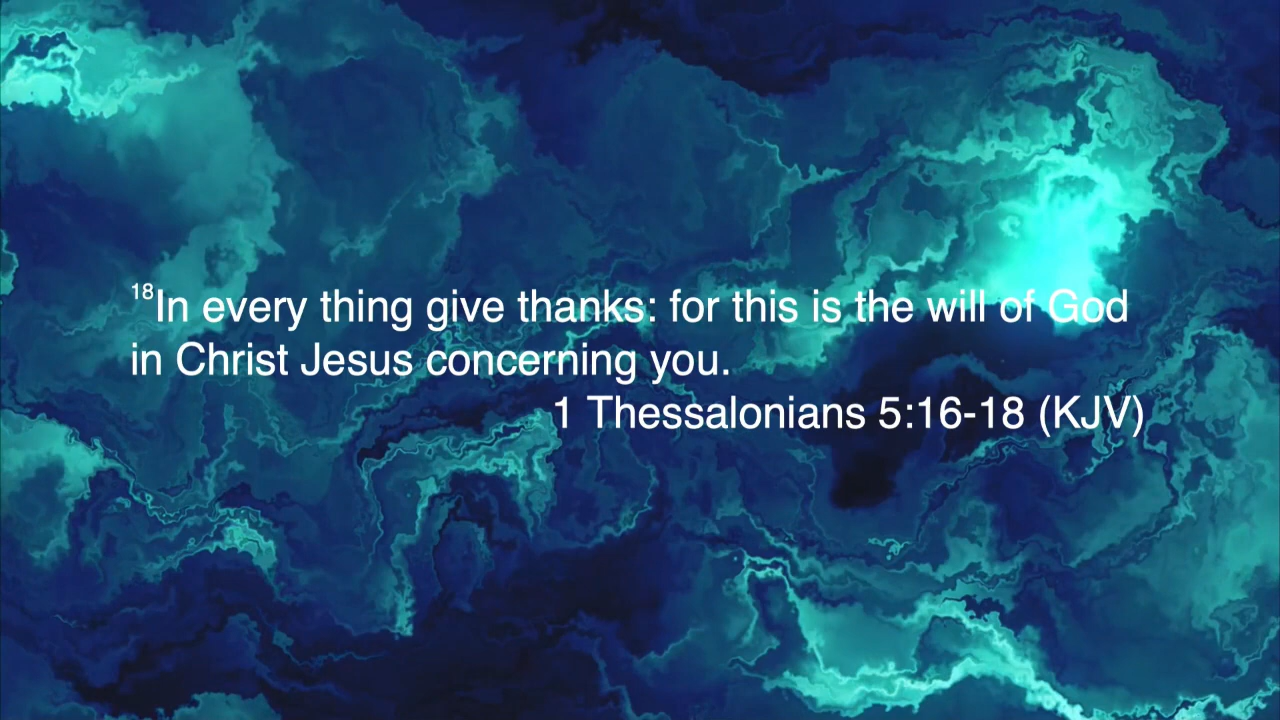 18In every thing give thanks: for this is the will of God
in Christ Jesus concerning you.
1 Thessalonians 5:16-18 (KJV)